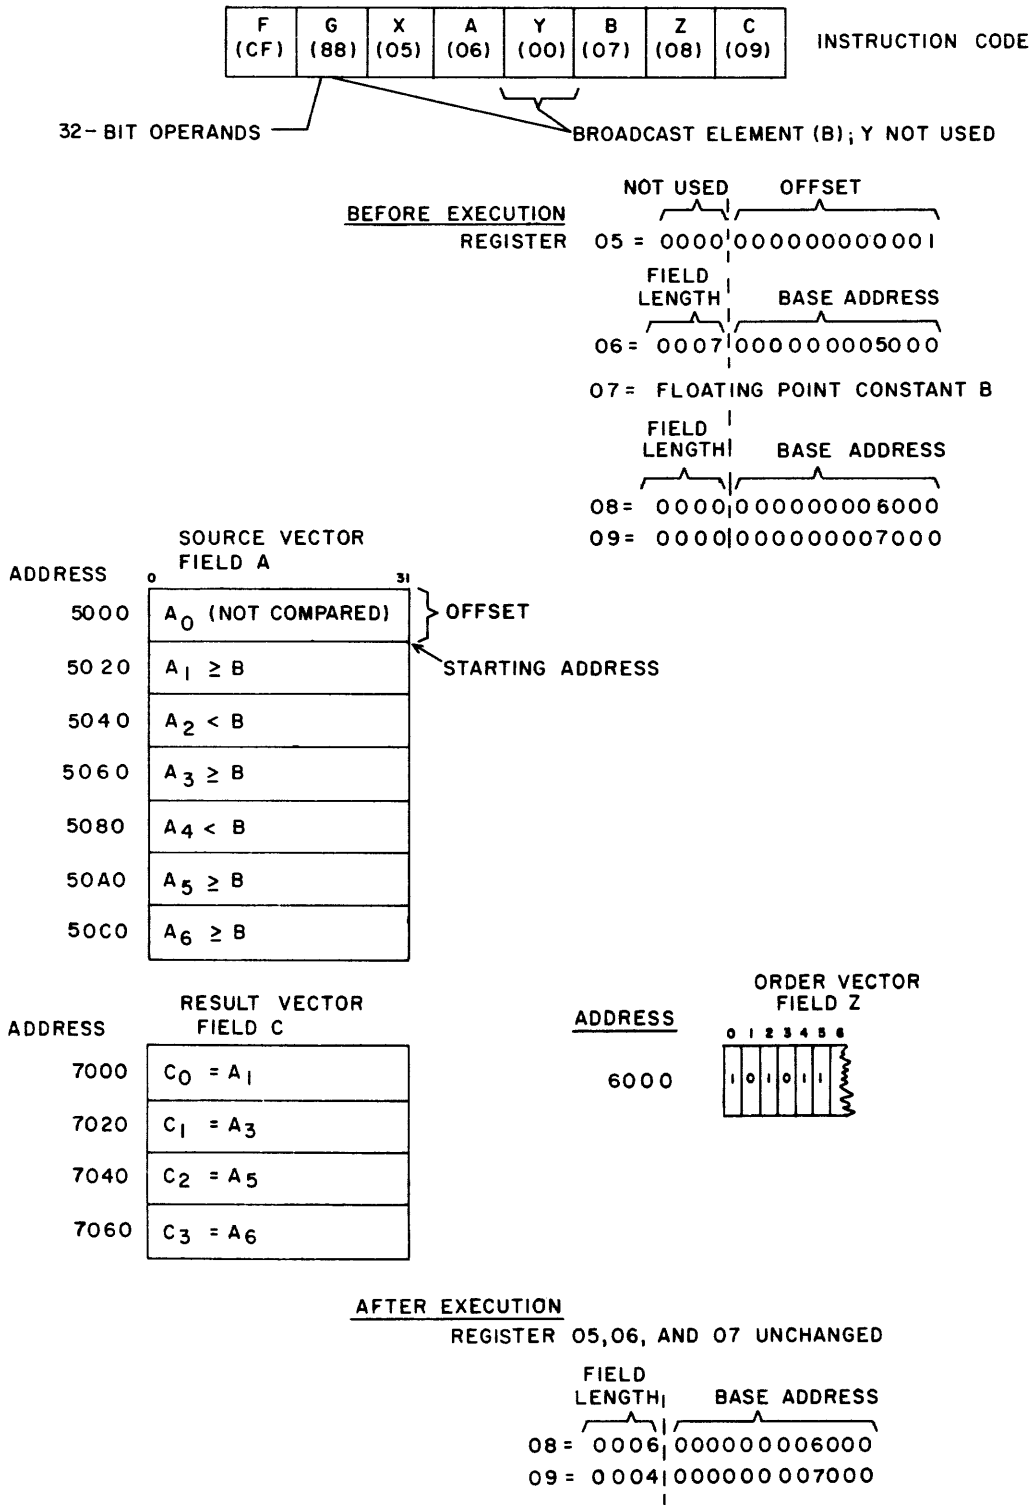 F G X A Y B Z C
(CF) (88) (05) (06) (00) (07) (08) (09)
INSTRUCTION CODE
32-BIT OPERANDS
BROADCAST ELEMENT (B); Y NOT USED
NOT USED OFFSET
BEFORE EXECUTION
REGISTER 05 = 0000 000000000001
FIELD
LENGTH BASE ADDRESS
06 = 0007 000000005000
07 = FLOATING POINT CONSTANT B
FIELD
LENGTH BASE ADDRESS
08 = 0000 000000006000
09 = 0000 000000007000
SOURCE VECTOR
FIELD A
ADDRESS 0 31
5000 A0 (NOT COMPARED) OFFSET
STARTING ADDRESS
5020 A1 ≥ B
5040 A2 < B
5060 A3 ≥ B
5080 A4 < B
50A0 A5 ≥ B
50C0 A6 ≥ B
RESULT VECTOR
FIELD C
ADDRESS
7000 C0 = A1
7020 C1 = A3
7040 C2 = A5
7060 C3 = A6
ORDER VECTOR
FIELD Z
ADDRESS
0 1 2 3 4 5 6
6000 1 0 1 0 1 1
AFTER EXECUTION
REGISTER 05,06, AND 07 UNCHANGED
FIELD
LENGTH BASE ADDRESS
08 = 0006 000000006000
09 = 0004 000000007000